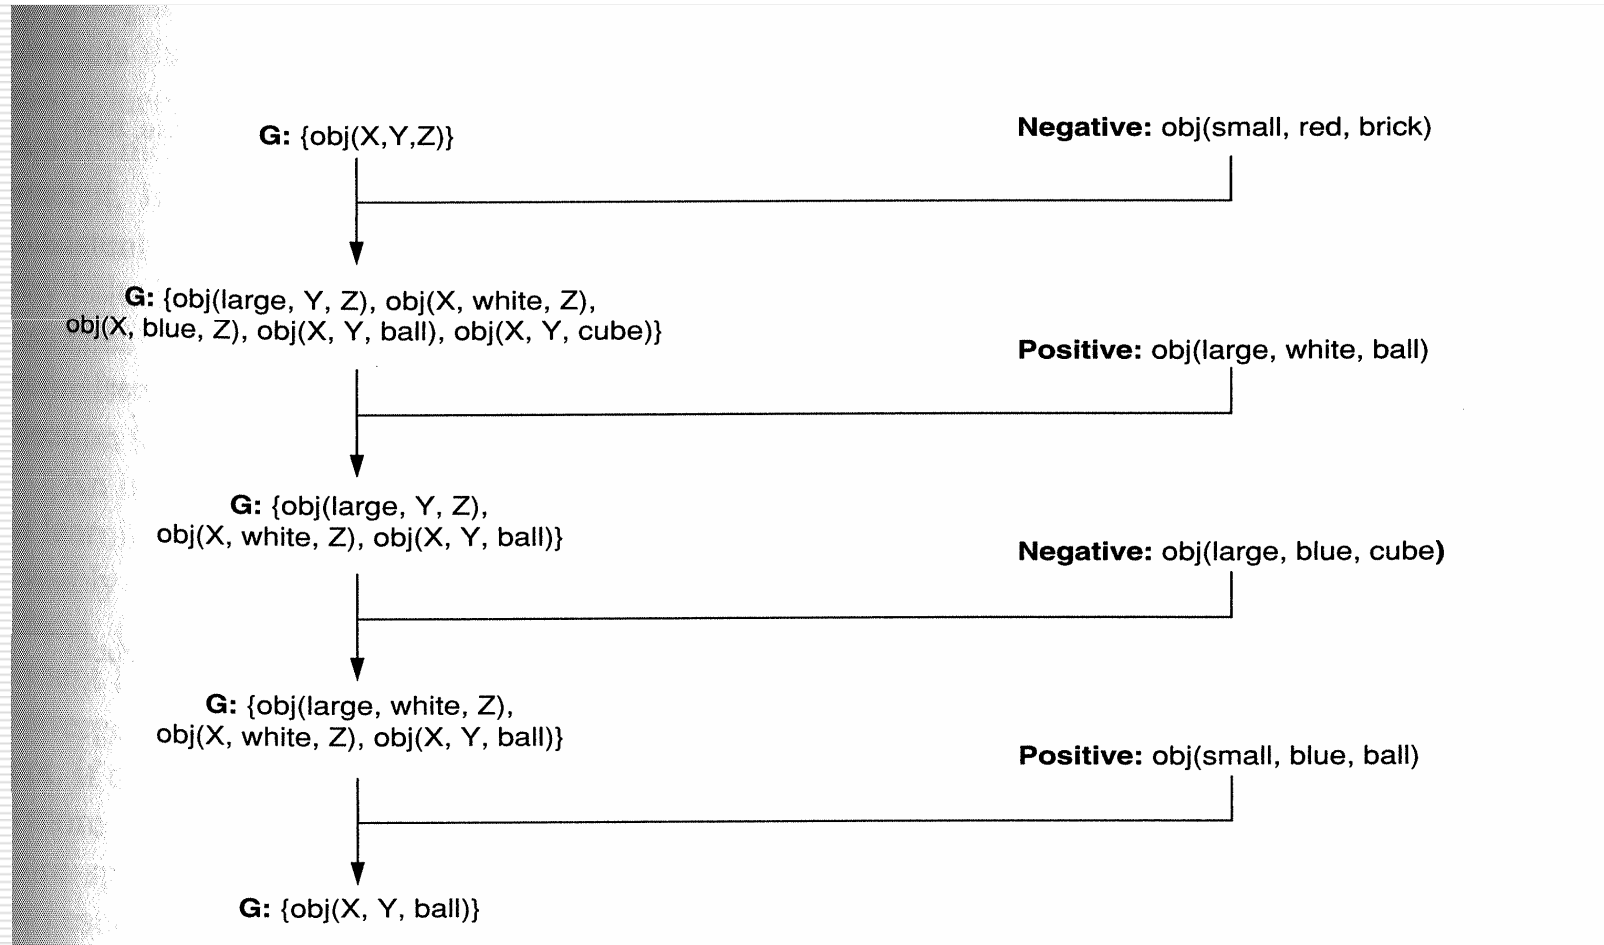 G: {obj(X,Y,Z)}
Negative: obj(small, red, brick)
G: {obj(large, Y, Z), obj(X, white, Z),
obj(X, blue, Z), obj(X, Y, ball), obj(X, Y, cube)}
Positive: obj(large, white, ball)
G: {obj(large, Y, Z),
obj(X, white, Z), obj(X, Y, ball)}
Negative: obj(large, blue, cube)
G: {obj(large, white, Z),
obj(X, white, Z), obj(X, Y, ball)}
Positive: obj(small, blue, ball)
G: {obj(X, Y, ball)}